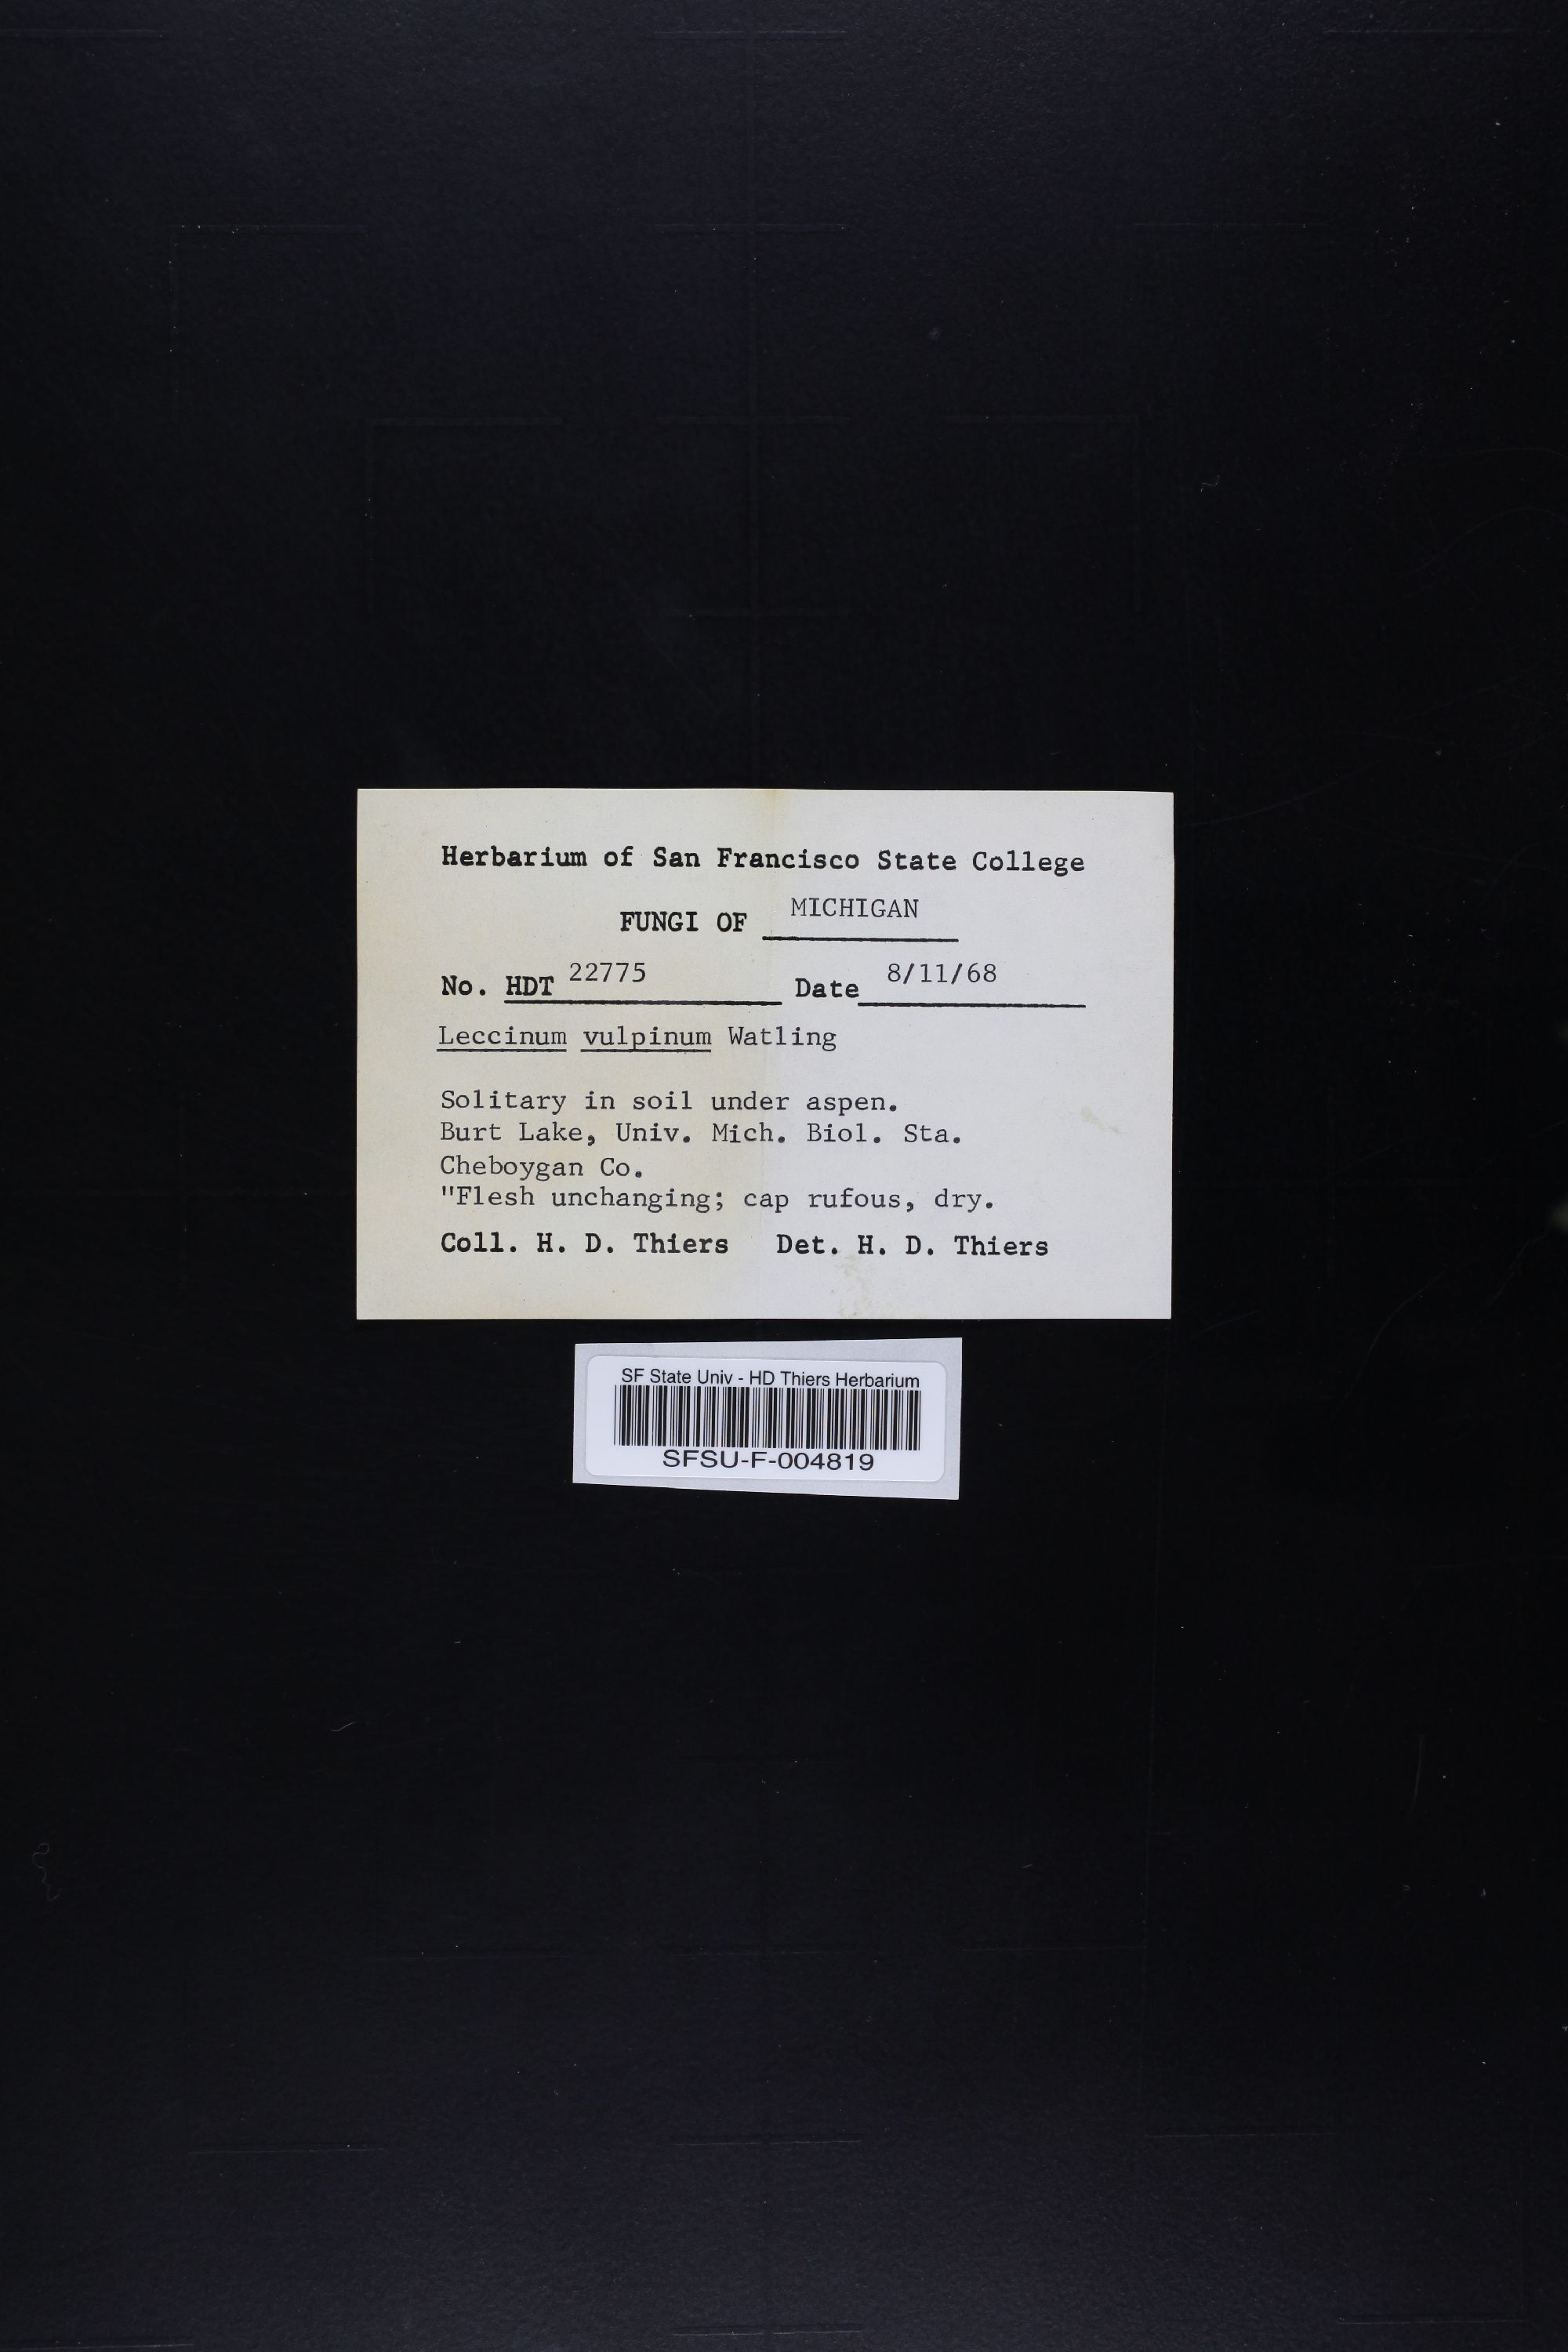 Herbarium of San Francisco State College
FUNGI OF MICHIGAN
No. HDT 22775 Date 8/11/68
Leccinum vulpinum Watling
Solitary in soil under aspen.
Burt Lake, Univ. Mich. Biol. Sta.
Cheboygan Co.
"Flesh unchanging; cap rufous, dry.
Coll. H. D. Thiers Det. H. D. Thiers
SF State Univ - HD Thiers Herbarium
SFSU-F-004819